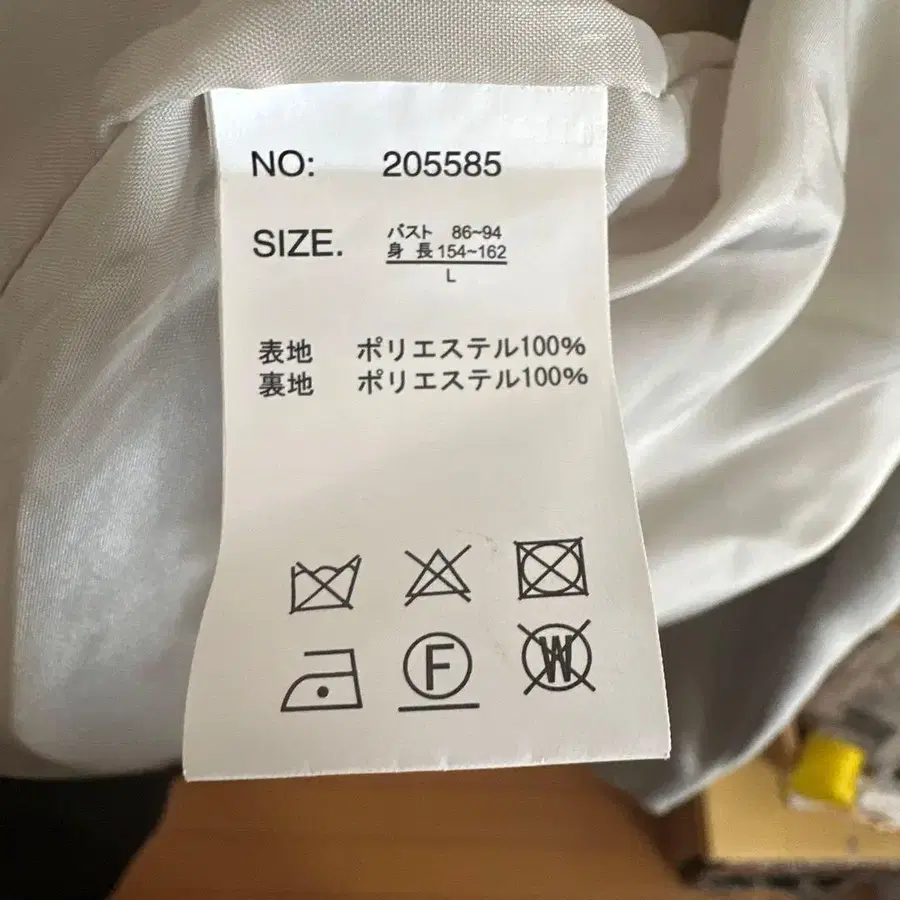 NO: 205585
SIZE. バスト 86~94
身 長 154~162
L
表地 ポリエステル100%
裏地 ポリエステル100%
F
W